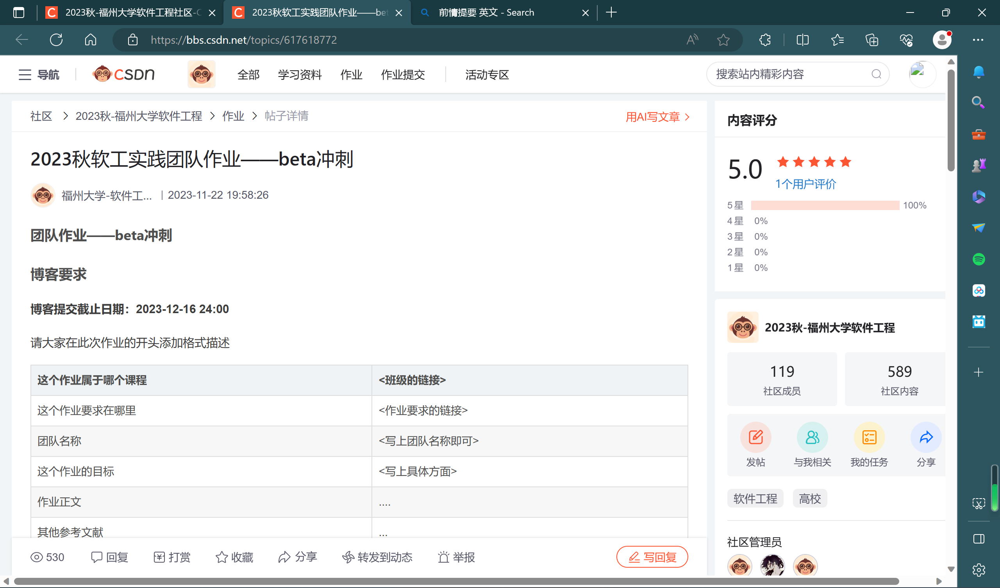 2023秋-福州大学软件工程社区-C
2023秋软工实践团队作业——bet
前情提要 英文 - Search
https://bbs.csdn.net/topics/617618772
导航
CSDN
全部
学习资料
作业
作业提交
活动专区
搜索站内精彩内容
社区 > 2023秋-福州大学软件工程 > 作业 > 帖子详情
用AI写文章 >
2023秋软工实践团队作业——beta冲刺
福州大学-软件工... | 2023-11-22 19:58:26
团队作业——beta冲刺
博客要求
博客提交截止日期：2023-12-16 24:00
请大家在此次作业的开头添加格式描述
这个作业属于哪个课程 <班级的链接>
这个作业要求在哪里 <作业要求的链接>
团队名称 <写上团队名称即可>
这个作业的目标 <写上具体方面>
作业正文 ....
其他参考文献 ...
530 回复 打赏 收藏 分享 转发到动态 举报
写回复
内容评分
5.0
1个用户评价
5星 100%
4星 0%
3星 0%
2星 0%
1星 0%
2023秋-福州大学软件工程
119
社区成员
589
社区内容
发帖 与我相关 我的任务 分享
软件工程 高校
社区管理员